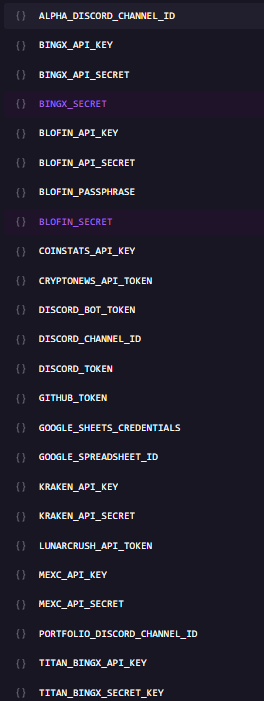 {} ALPHA_DISCORD_CHANNEL_ID
{} BINGX_API_KEY
{} BINGX_API_SECRET
{} BINGX_SECRET
{} BLOFIN_API_KEY
{} BLOFIN_API_SECRET
{} BLOFIN_PASSPHRASE
{} BLOFIN_SECRET
{} COINSTATS_API_KEY
{} CRYPTONEWS_API_TOKEN
{} DISCORD_BOT_TOKEN
{} DISCORD_CHANNEL_ID
{} DISCORD_TOKEN
{} GITHUB_TOKEN
{} GOOGLE_SHEETS_CREDENTIALS
{} GOOGLE_SPREADSHEET_ID
{} KRAKEN_API_KEY
{} KRAKEN_API_SECRET
{} LUNARCRUSH_API_TOKEN
{} MEXC_API_KEY
{} MEXC_API_SECRET
{} PORTFOLIO_DISCORD_CHANNEL_ID
{} TITAN_BINGX_API_KEY
{} TITAN_BINGX_SECRET_KEY